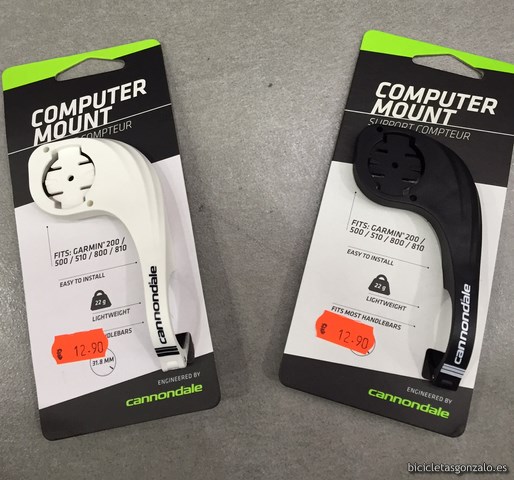 COMPUTER
MOUNT
SUPPORT COMPTEUR
FITS: GARMIN® 200 /
500 / 510 / 800 / 810
EASY TO INSTALL
22 g
LIGHTWEIGHT
FITS MOST HANDLEBARS
€ 12.90
cannondale
ENGINEERED BY
cannondale
COMPUTER
MOUNT
COMPTEUR
FITS: GARMIN® 200 /
500 / 510 / 800 / 810
EASY TO INSTALL
22 g
LIGHTWEIGHT
HANDLEBARS
€ 12.90
31.8 MM
cannondale
ENGINEERED BY
cannondale
bicicletasgonzalo.es